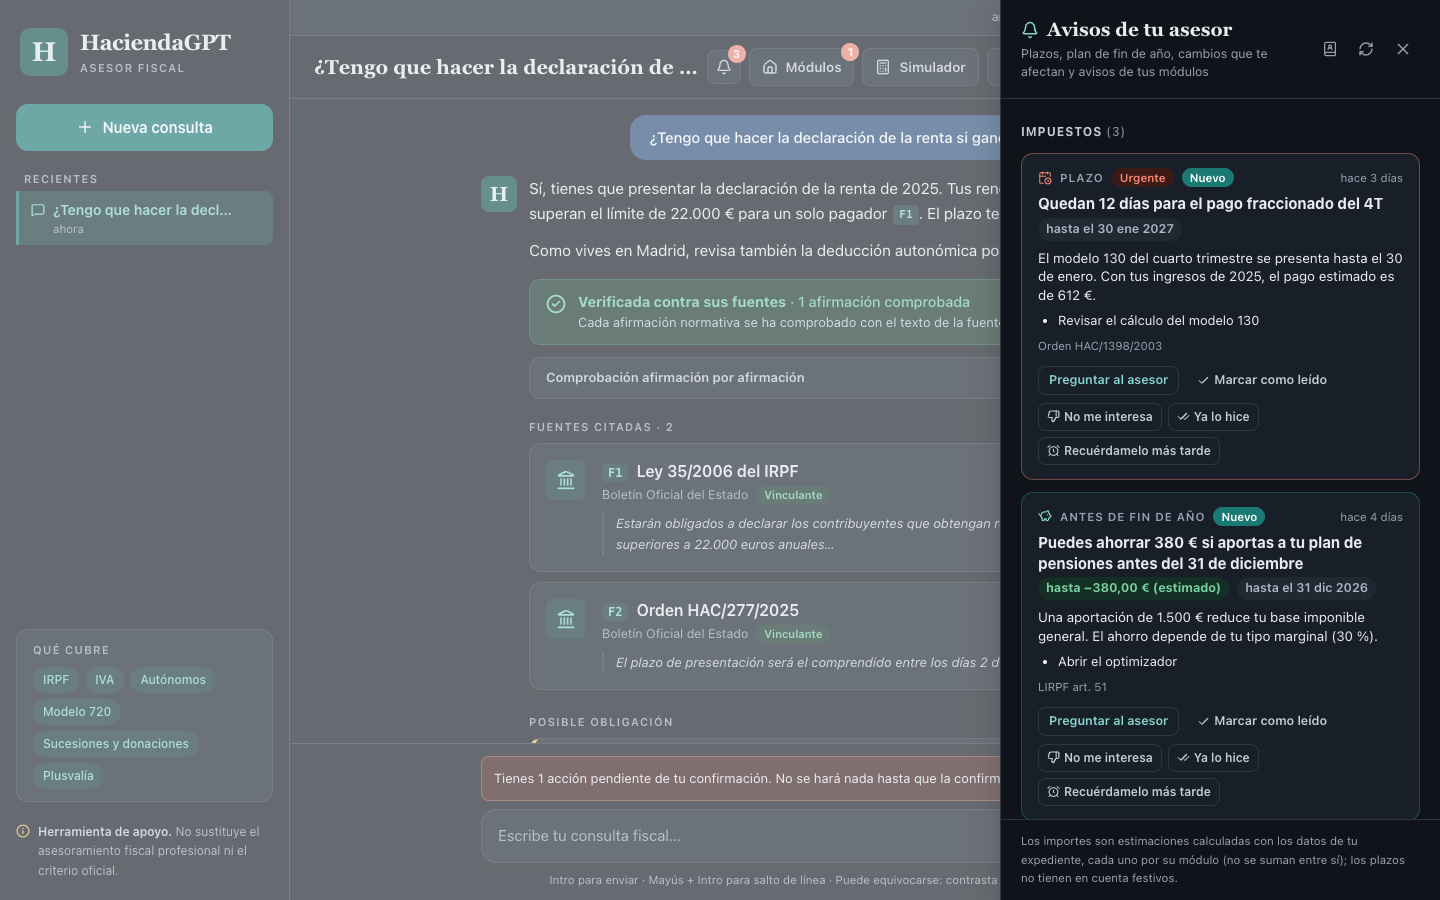 H
HaciendaGPT
ASESOR FISCAL
Nueva consulta
RECIENTES
¿Tengo que hacer la decl...
ahora
QUÉ CUBRE
IRPF
IVA
Autónomos
Modelo 720
Sucesiones y donaciones
Plusvalía
Herramienta de apoyo. No sustituye el
asesoramiento fiscal profesional ni el
criterio oficial.
¿Tengo que hacer la declaración de ...
3
Módulos
1
Simulador
¿Tengo que hacer la declaración de la renta si
H
Sí, tienes que presentar la declaración de la renta de 2025. Tus
superan el límite de 22.000 € para un solo pagador F1. El plazo
Como vives en Madrid, revisa también la deducción autonómica
Verificada contra sus fuentes · 1 afirmación comprobada
Cada afirmación normativa se ha comprobado con el texto de la
Comprobación afirmación por afirmación
FUENTES CITADAS · 2
F1 Ley 35/2006 del IRPF
Boletín Oficial del Estado Vinculante
Estarán obligados a declarar los contribuyentes que obtengan
superiores a 22.000 euros anuales...
F2 Orden HAC/277/2025
Boletín Oficial del Estado Vinculante
El plazo de presentación será el comprendido entre los días 2
POSIBLE OBLIGACIÓN
Tienes 1 acción pendiente de tu confirmación. No se hará nada hasta que la
Escribe tu consulta fiscal...
Intro para enviar · Mayús + Intro para salto de línea · Puede equivocarse: contrasta
Avisos de tu asesor
Plazos, plan de fin de año, cambios que te
afectan y avisos de tus módulos
IMPUESTOS (3)
PLAZO Urgente Nuevo hace 3 días
Quedan 12 días para el pago fraccionado del 4T
hasta el 30 ene 2027
El modelo 130 del cuarto trimestre se presenta hasta el 30
de enero. Con tus ingresos de 2025, el pago estimado es
de 612 €.
• Revisar el cálculo del modelo 130
Orden HAC/1398/2003
Preguntar al asesor Marcar como leído
No me interesa Ya lo hice
Recuérdamelo más tarde
ANTES DE FIN DE AÑO Nuevo hace 4 días
Puedes ahorrar 380 € si aportas a tu plan de
pensiones antes del 31 de diciembre
hasta −380,00 € (estimado) hasta el 31 dic 2026
Una aportación de 1.500 € reduce tu base imponible
general. El ahorro depende de tu tipo marginal (30 %).
• Abrir el optimizador
LIRPF art. 51
Preguntar al asesor Marcar como leído
No me interesa Ya lo hice
Recuérdamelo más tarde
Los importes son estimaciones calculadas con los datos de tu
expediente, cada uno por su módulo (no se suman entre sí); los plazos
no tienen en cuenta festivos.